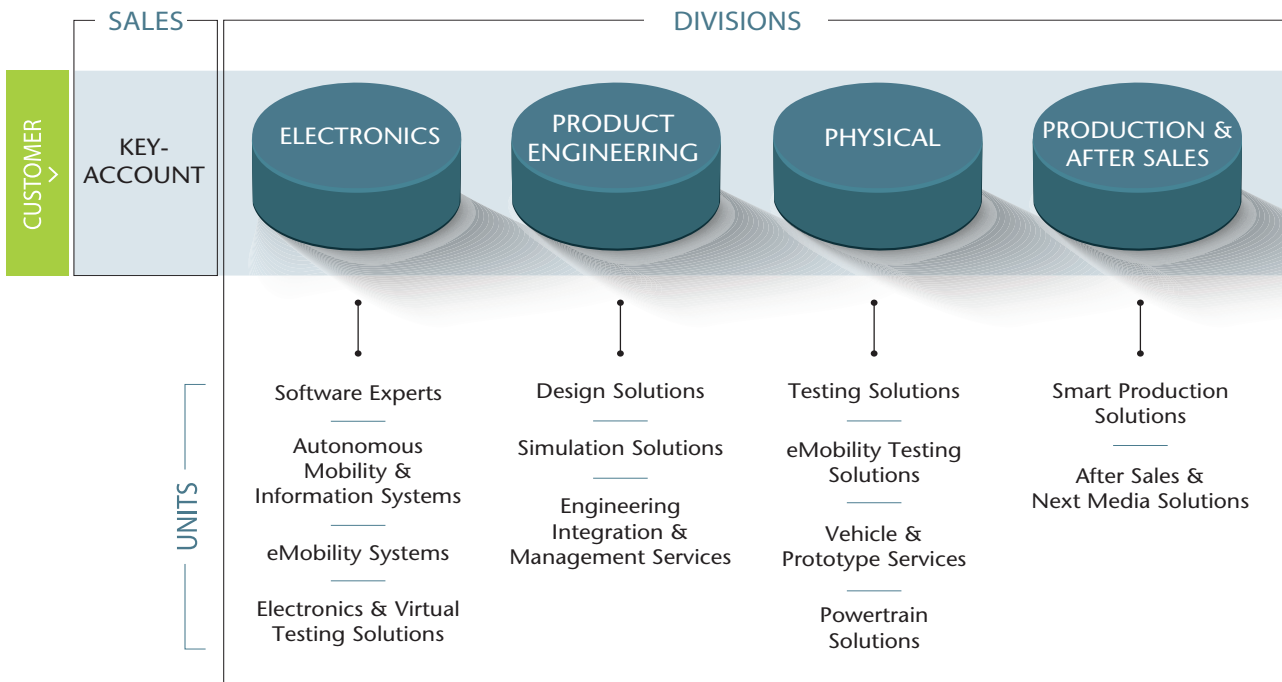 SALES
DIVISIONS
CUSTOMER >
KEY-
ACCOUNT
ELECTRONICS
PRODUCT
ENGINEERING
PHYSICAL
PRODUCTION &
AFTER SALES
UNITS
Software Experts
Autonomous
Mobility &
Information Systems
eMobility Systems
Electronics & Virtual
Testing Solutions
Design Solutions
Simulation Solutions
Engineering
Integration &
Management Services
Testing Solutions
eMobility Testing
Solutions
Vehicle &
Prototype Services
Powertrain
Solutions
Smart Production
Solutions
After Sales &
Next Media Solutions